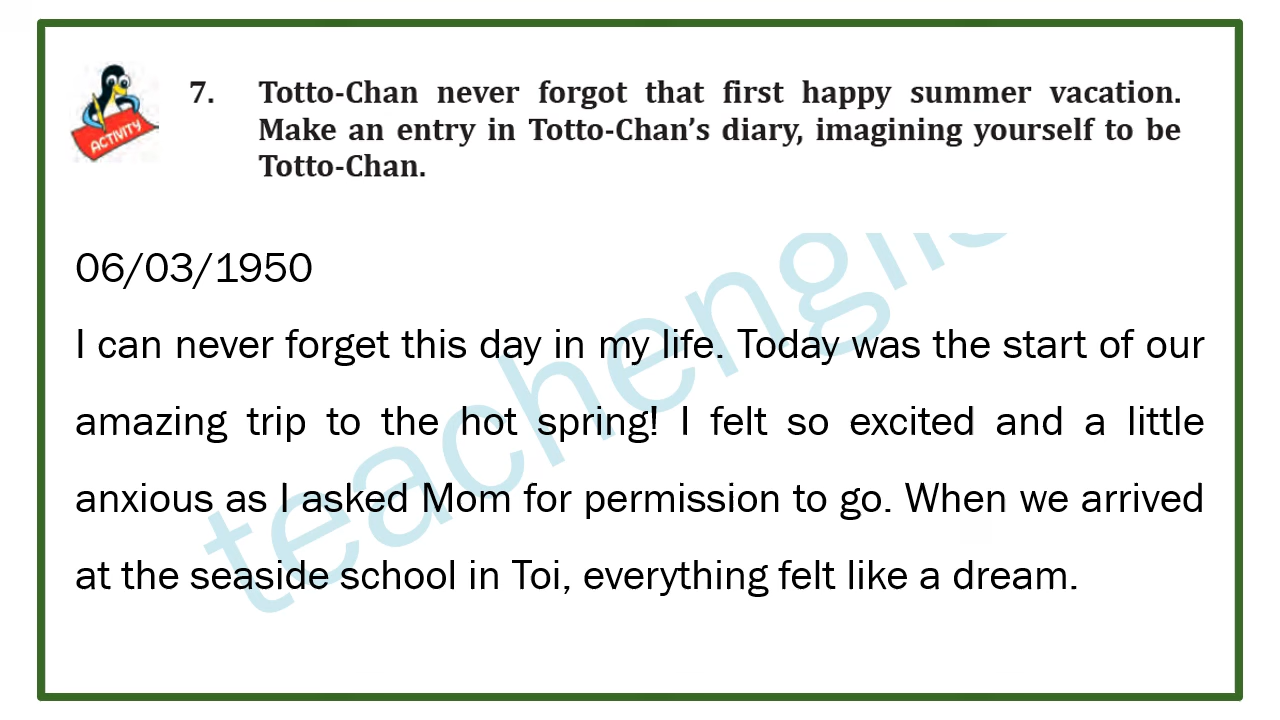 ACTIVITY
7. Totto-Chan never forgot that first happy summer vacation.
Make an entry in Totto-Chan's diary, imagining yourself to be
Totto-Chan.
06/03/1950
I can never forget this day in my life. Today was the start of our
amazing trip to the hot spring! I felt so excited and a little
anxious as I asked Mom for permission to go. When we arrived
at the seaside school in Toi, everything felt like a dream.